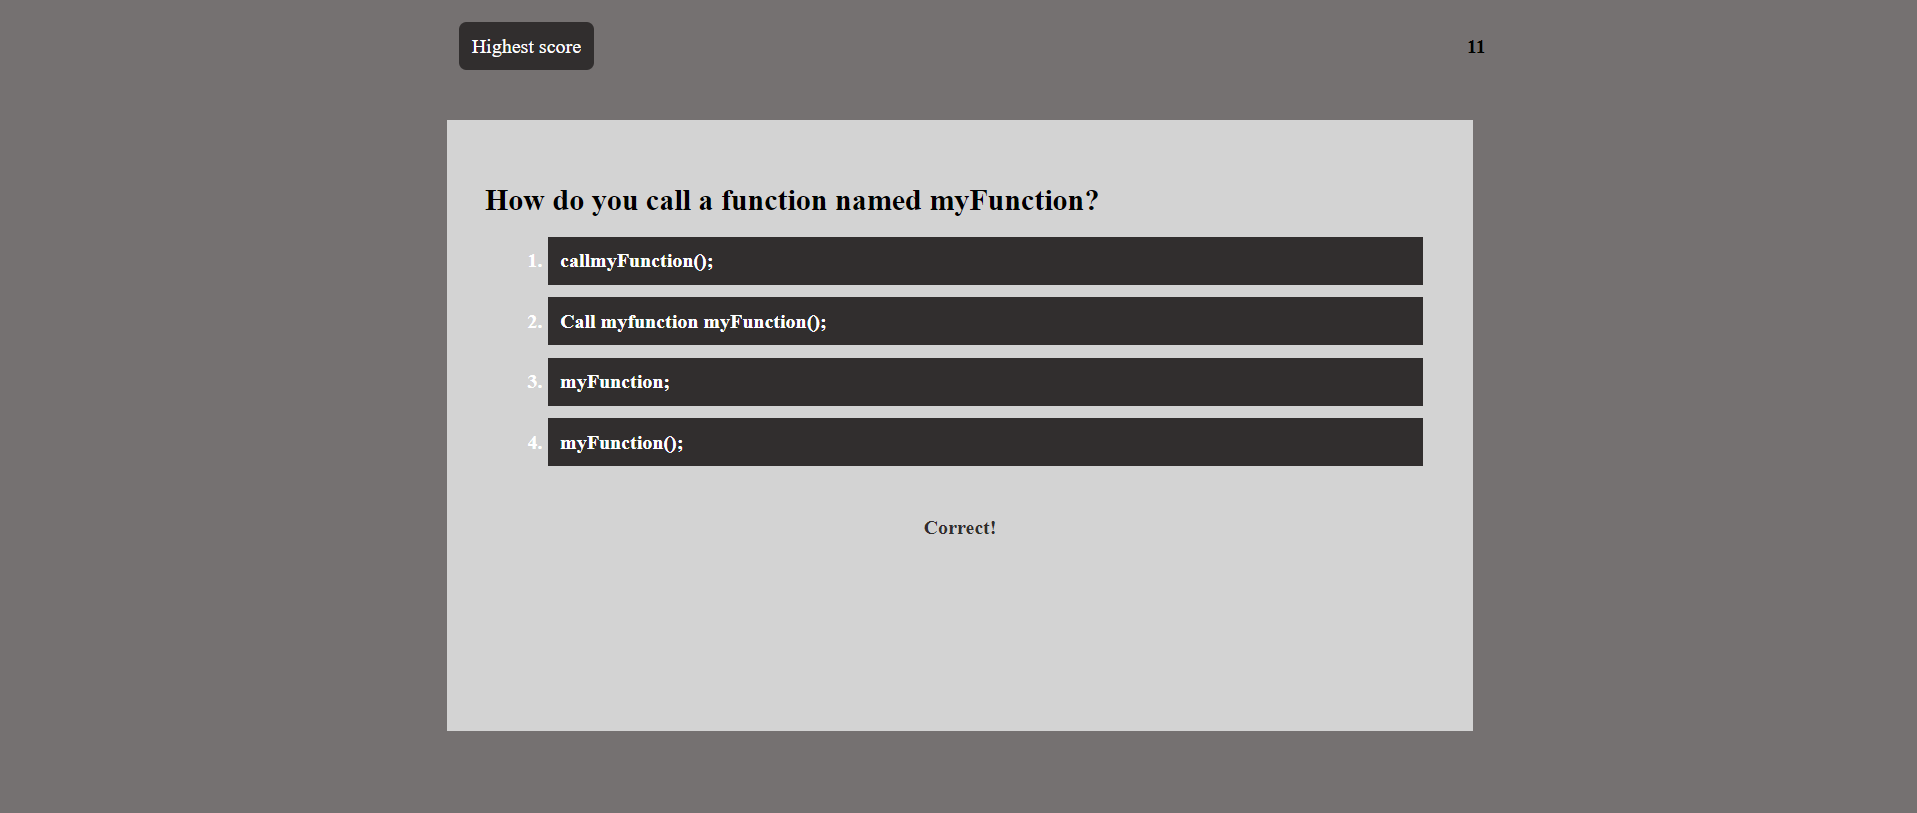 Highest score
11
How do you call a function named myFunction?
1. callmyFunction();
2. Call myfunction myFunction();
3. myFunction;
4. myFunction();
Correct!